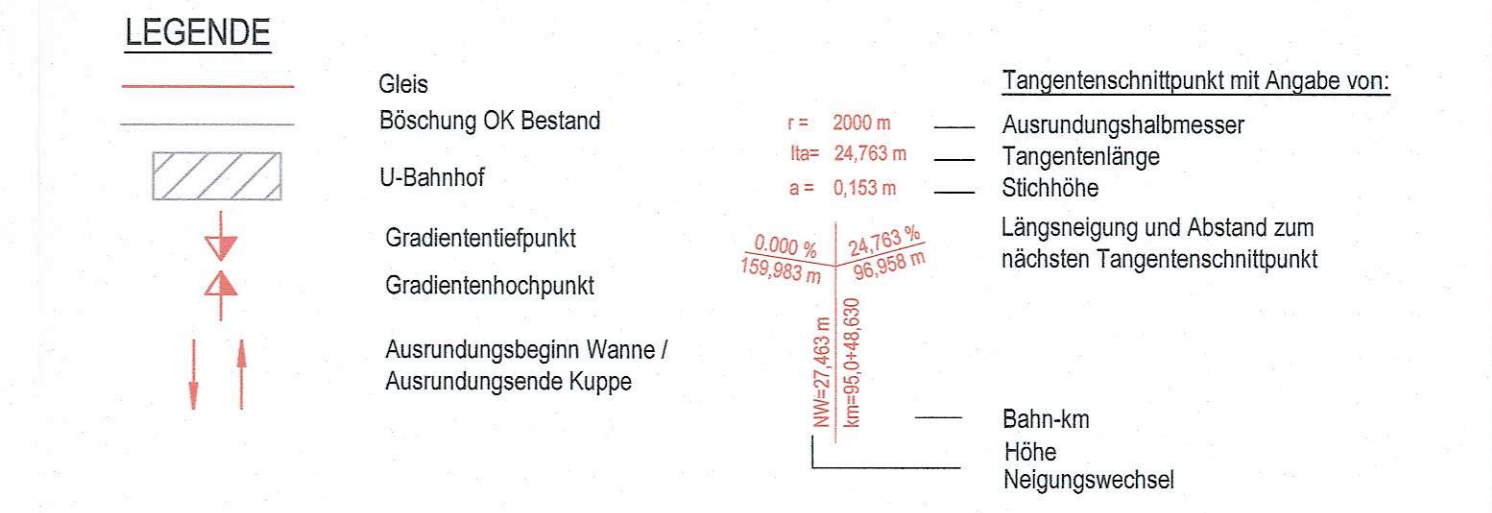 LEGENDE
Gleis
Böschung OK Bestand
U-Bahnhof
Gradiententiefpunkt
Gradientenhochpunkt
Ausrundungsbeginn Wanne /
Ausrundungsende Kuppe
Tangentenschnittpunkt mit Angabe von:
r = 2000 m
Ausrundungshalbmesser
lta= 24,763 m
Tangentenlänge
a = 0,153 m
Stichhöhe
0.000 %
159,983 m
24,763 %
96,958 m
Längsneigung und Abstand zum
nächsten Tangentenschnittpunkt
NW=27,463 m
km=95,0+48,630
Bahn-km
Höhe
Neigungswechsel